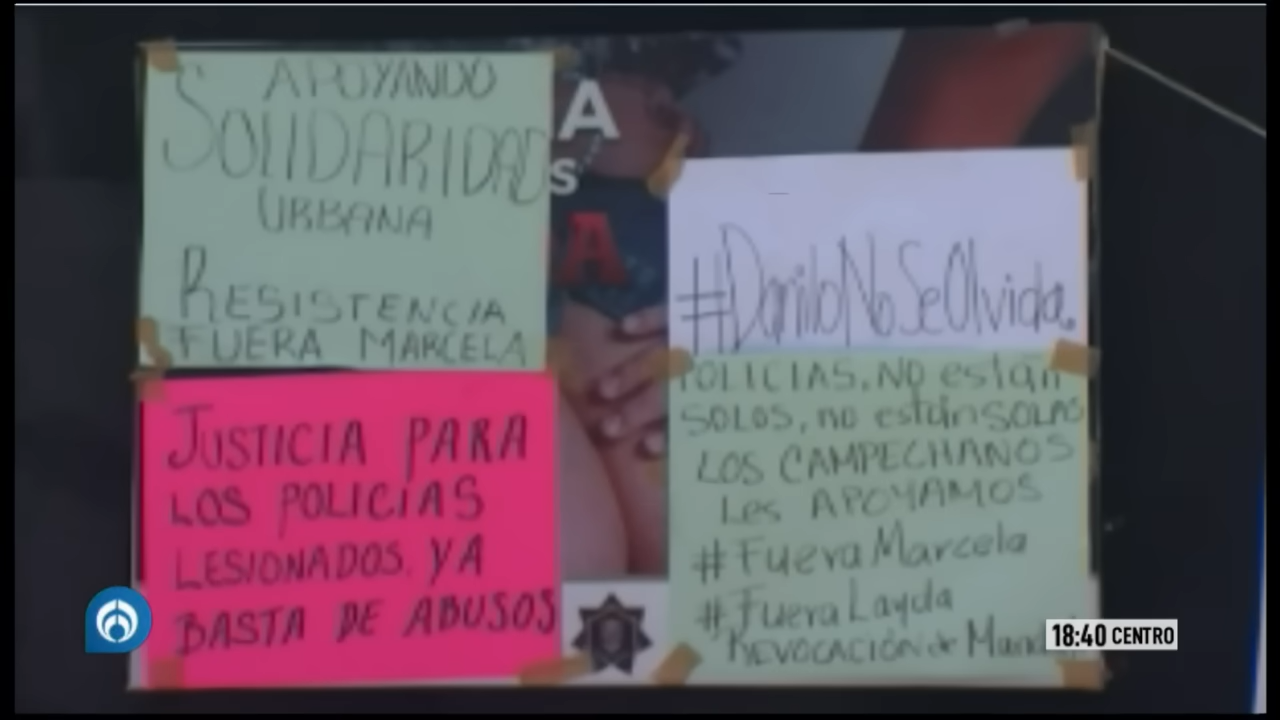 APOYANDO
SOLIDARIDAD
URBANA
RESISTENCIA
FUERA MARCELA
JUSTICIA PARA
LOS POLICIAS
LESIONADOS. YA
BASTA DE ABUSOS
A
S
A
#DaniloNoSeOlvida.
POLICIAS, NO están
SOLOS, no están SOLAS
LOS CAMPECHANOS
Les APOYAMOS
#FueraMarcela
#FueraLayda
REVOCACIÓN de
18:40 CENTRO